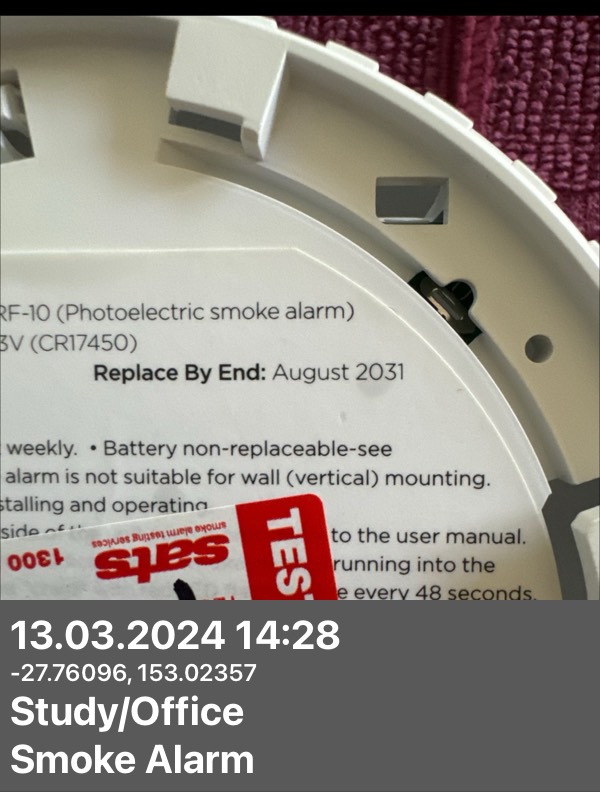 RF-10 (Photoelectric smoke alarm)
3V (CR17450)
Replace By End: August 2031
weekly. • Battery non-replaceable-see
alarm is not suitable for wall (vertical) mounting.
stalling and operating
side
to the user manual.
running into the
e every 48 seconds.
1300
sats
smoke alarm testing services
TES
13.03.2024 14:28
-27.76096, 153.02357
Study/Office
Smoke Alarm